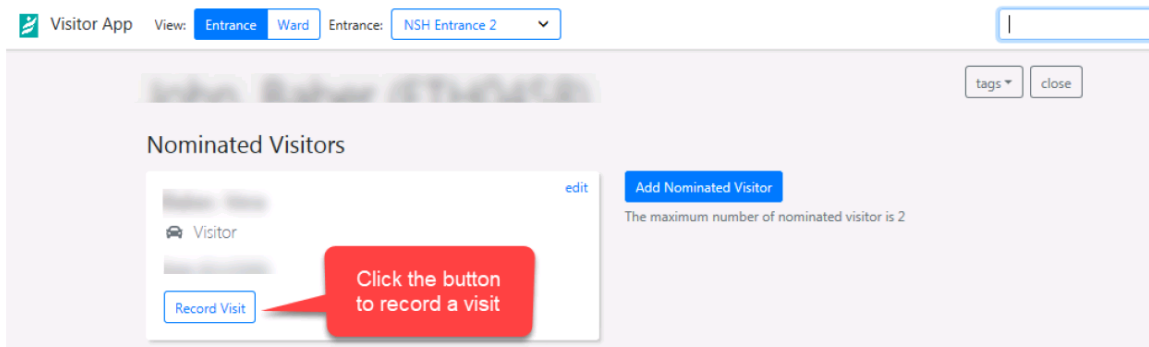 Visitor App View: Entrance Ward Entrance: NSH Entrance 2
tags close
Nominated Visitors
edit
Add Nominated Visitor
The maximum number of nominated visitor is 2
Visitor
Click the button
to record a visit
Record Visit